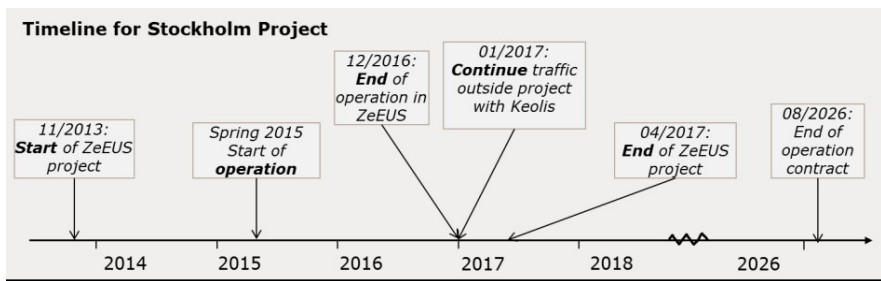 Timeline for Stockholm Project
11/2013:
Start of ZeEUS
project
Spring 2015
Start of
operation
12/2016:
End of
operation in
ZeEUS
01/2017:
Continue traffic
outside project
with Keolis
04/2017:
End of ZeEUS
project
08/2026:
End of
operation
contract
2014
2015
2016
2017
2018
2026